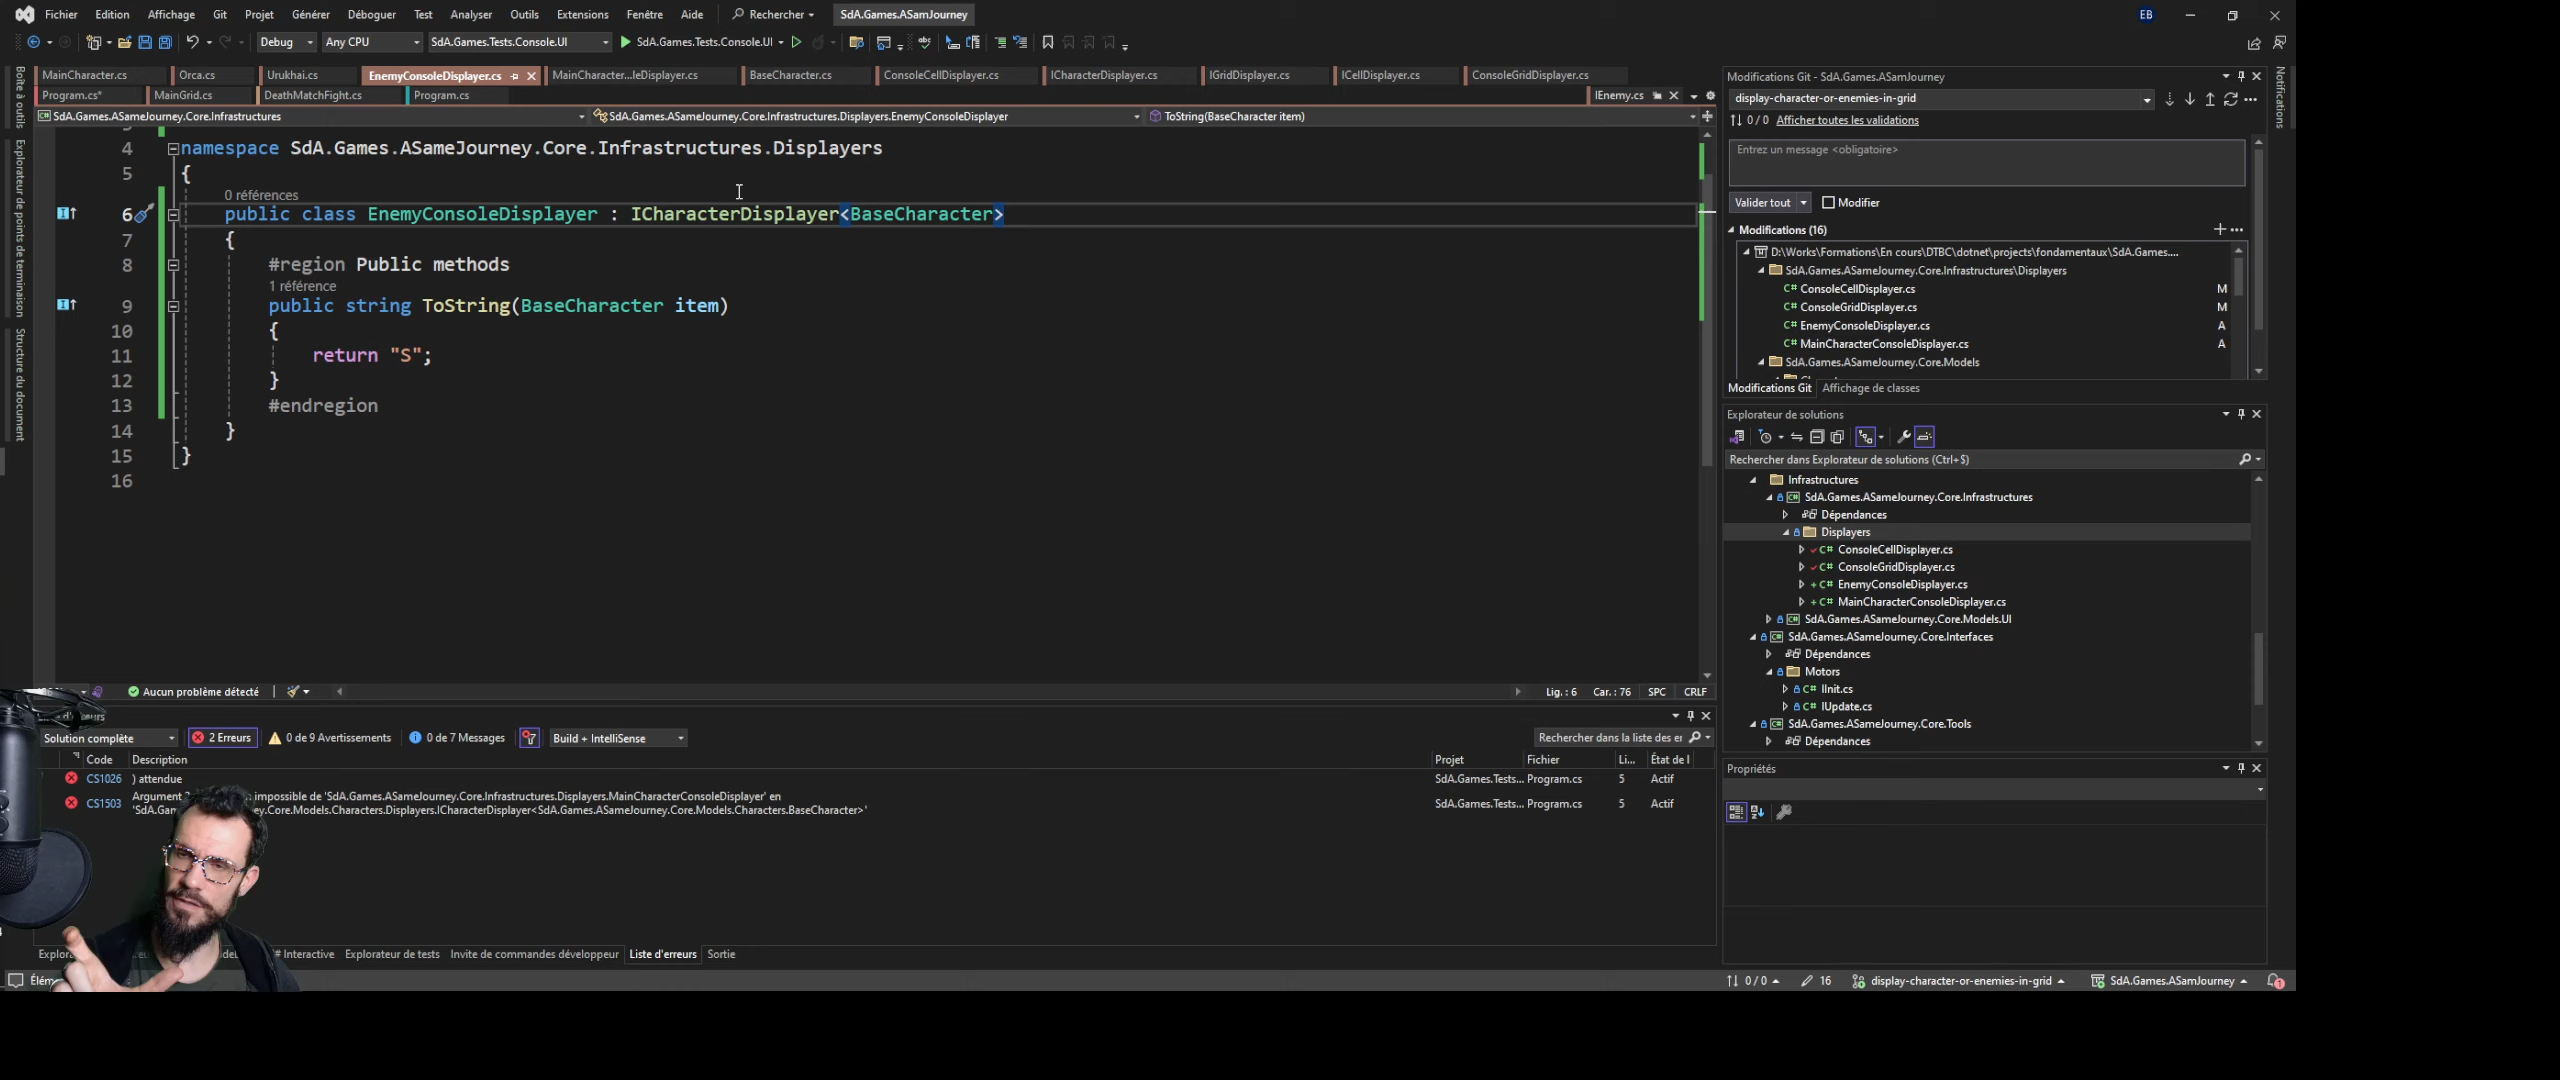 Fichier Edition Affichage Git Projet Générer Déboguer Test Analyser Outils Extensions Fenêtre Aide Rechercher SdA.Games.ASamJourney EB
Debug Any CPU SdA.Games.Tests.Console.UI SdA.Games.Tests.Console.UI
MainCharacter.cs Orca.cs Urukhai.cs EnemyConsoleDisplayer.cs MainCharacter...leDisplayer.cs BaseCharacter.cs ConsoleCellDisplayer.cs ICharacterDisplayer.cs IGridDisplayer.cs ICellDisplayer.cs ConsoleGridDisplayer.cs
Program.cs* MainGrid.cs DeathMatchFight.cs Program.cs IEnemy.cs
SdA.Games.ASameJourney.Core.Infrastructures SdA.Games.ASameJourney.Core.Infrastructures.Displayers.EnemyConsoleDisplayer ToString(BaseCharacter item)
Boîte à outils
Explorateur de points de terminaison
Structure du document
4 namespace SdA.Games.ASameJourney.Core.Infrastructures.Displayers
5 {
0 références
6 public class EnemyConsoleDisplayer : ICharacterDisplayer<BaseCharacter>
7 {
8 #region Public methods
1 référence
9 public string ToString(BaseCharacter item)
10 {
11 return "S";
12 }
13 #endregion
14 }
15 }
16
Aucun problème détecté Lig. : 6 Car. : 76 SPC CRLF
Solution complète 2 Erreurs 0 de 9 Avertissements 0 de 7 Messages Build + IntelliSense Rechercher dans la liste des er
Code Description Projet Fichier Li... État de l
CS1026 ) attendue SdA.Games.Tests... Program.cs 5 Actif
CS1503 Argument impossible de 'SdA.Games.ASameJourney.Core.Infrastructures.Displayers.MainCharacterConsoleDisplayer' en SdA.Games.Tests... Program.cs 5 Actif
'SdA.Ga ey.Core.Models.Characters.Displayers.ICharacterDisplayer<SdA.Games.ASameJourney.Core.Models.Characters.BaseCharacter>'
# Interactive Explorateur de tests Invite de commandes développeur Liste d'erreurs Sortie
Modifications Git - SdA.Games.ASamJourney
display-character-or-enemies-in-grid
0 / 0 Afficher toutes les validations
Entrez un message <obligatoire>
Valider tout Modifier
Modifications (16)
D:\Works\Formations\En cours\DTBC\dotnet\projects\fondamentaux\SdA.Games....
SdA.Games.ASameJourney.Core.Infrastructures\Displayers
C# ConsoleCellDisplayer.cs M
C# ConsoleGridDisplayer.cs M
C# EnemyConsoleDisplayer.cs A
C# MainCharacterConsoleDisplayer.cs A
SdA.Games.ASameJourney.Core.Models
Modifications Git Affichage de classes
Explorateur de solutions
Rechercher dans Explorateur de solutions (Ctrl+$)
Infrastructures
SdA.Games.ASameJourney.Core.Infrastructures
Dépendances
Displayers
C# ConsoleCellDisplayer.cs
C# ConsoleGridDisplayer.cs
C# EnemyConsoleDisplayer.cs
C# MainCharacterConsoleDisplayer.cs
SdA.Games.ASameJourney.Core.Models.UI
SdA.Games.ASameJourney.Core.Interfaces
Dépendances
Motors
C# IInit.cs
C# IUpdate.cs
SdA.Games.ASameJourney.Core.Tools
Dépendances
Propriétés
Notifications
Élém 0 / 0 16 display-character-or-enemies-in-grid SdA.Games.ASamJourney 1